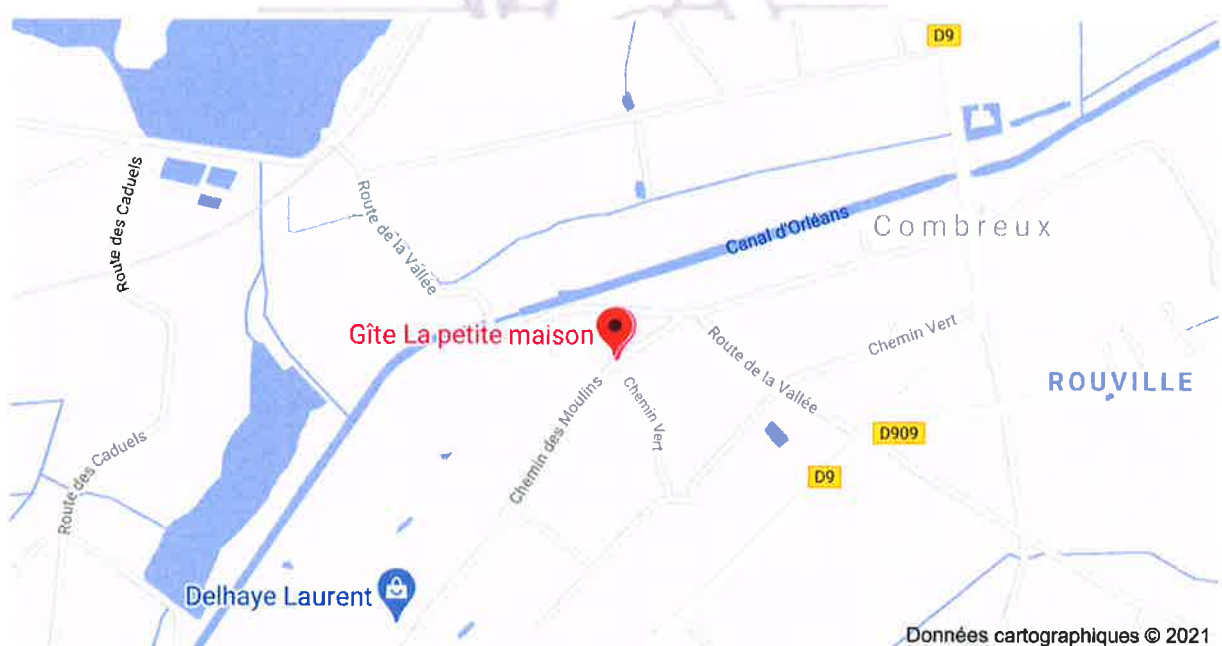 D9
Route des Caduels
Route de la Vallée
Canal d'Orléans
Combreux
Gîte La petite maison
Route de la Vallée
Chemin Vert
ROUVILLE
Chemin des Moulins
Chemin Vert
D909
Route des Caduels
D9
Delhaye Laurent
Données cartographiques © 2021